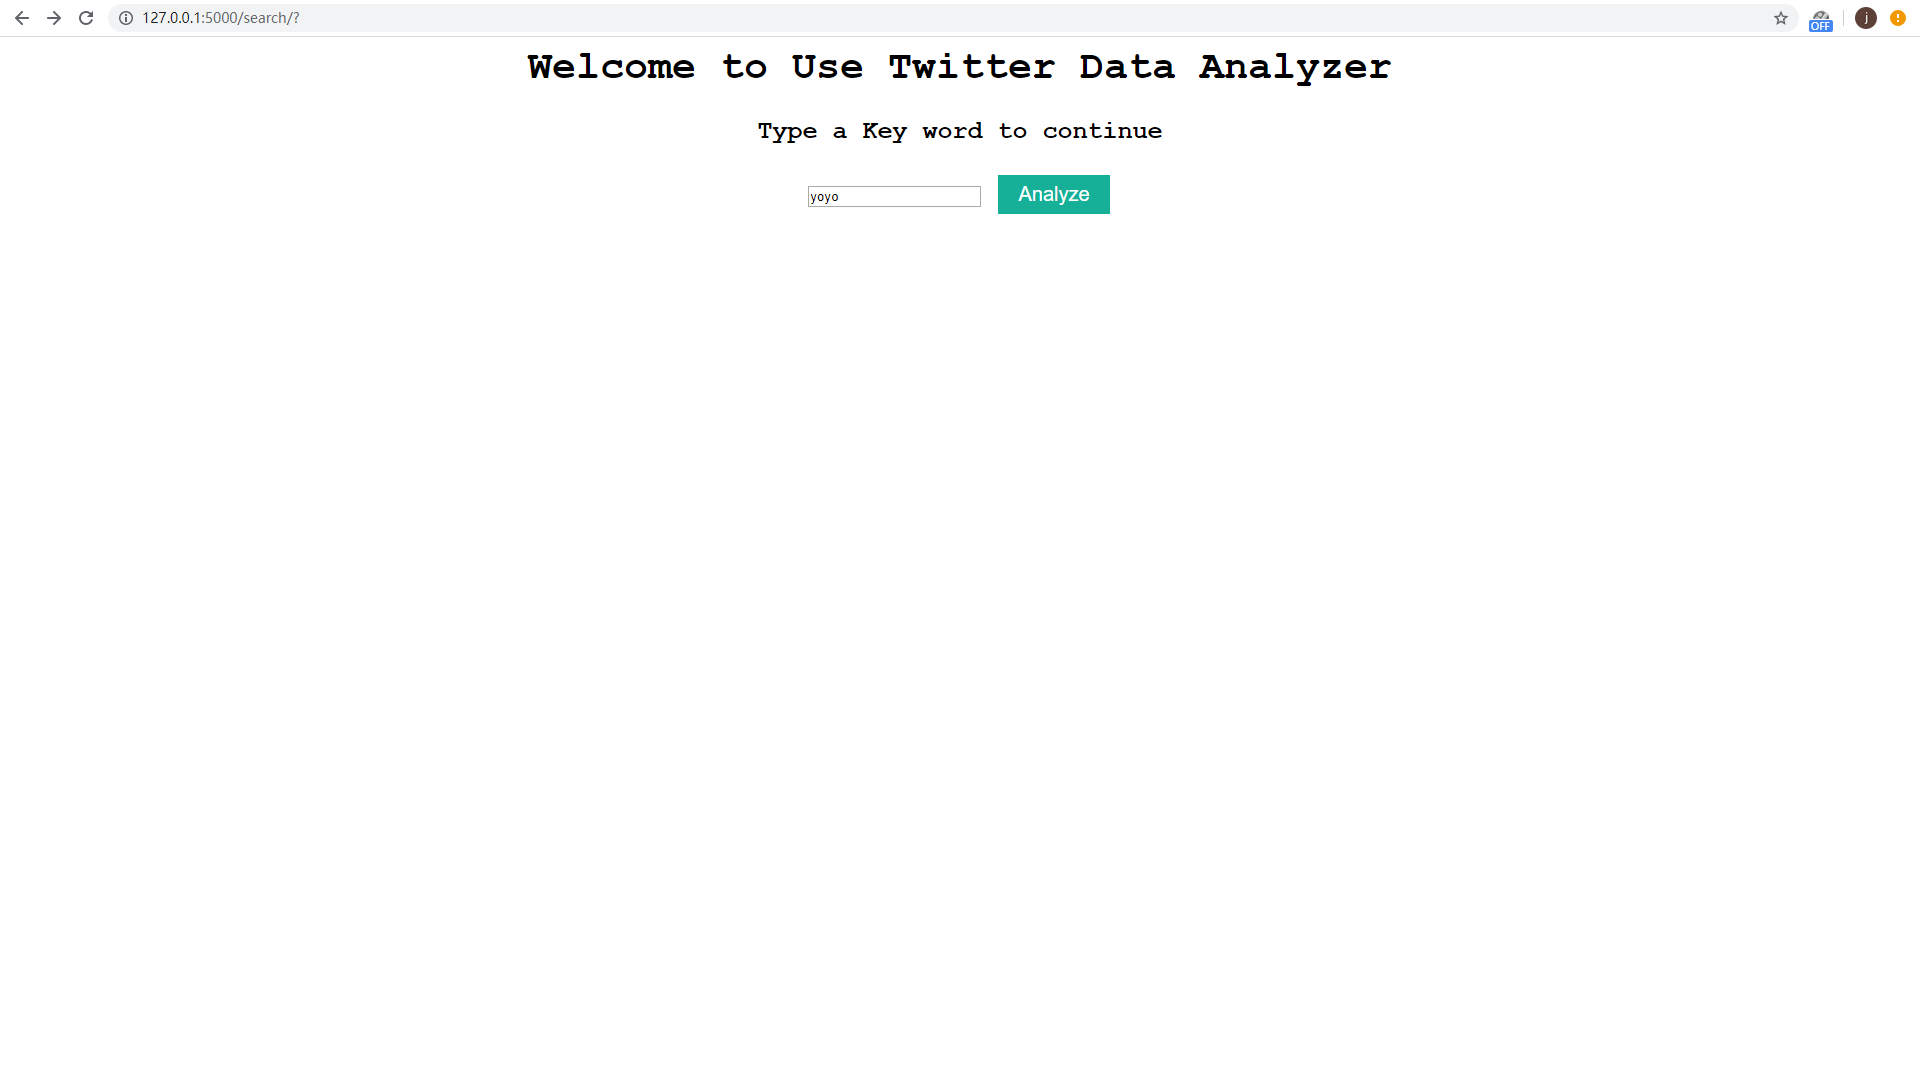 127.0.0.1:5000/search/?
OFF
j
Welcome to Use Twitter Data Analyzer
Type a Key word to continue
yoyo
Analyze